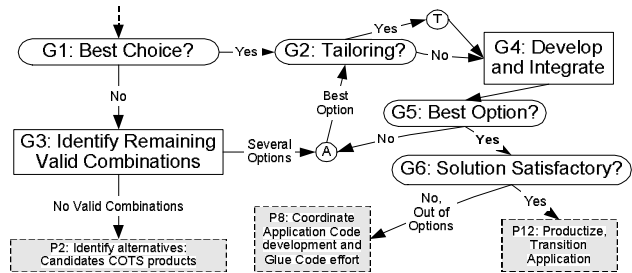 G1: Best Choice?
Yes
G2: Tailoring?
Yes
T
No
G4: Develop
and Integrate
No
Best
Option
G5: Best Option?
No
Yes
G3: Identify Remaining
Valid Combinations
Several
Options
A
G6: Solution Satisfactory?
No Valid Combinations
No,
Out of
Options
Yes
P2: Identify alternatives:
Candidates COTS products
P8: Coordinate
Application Code
development and
Glue Code effort
P12: Productize,
Transition
Application